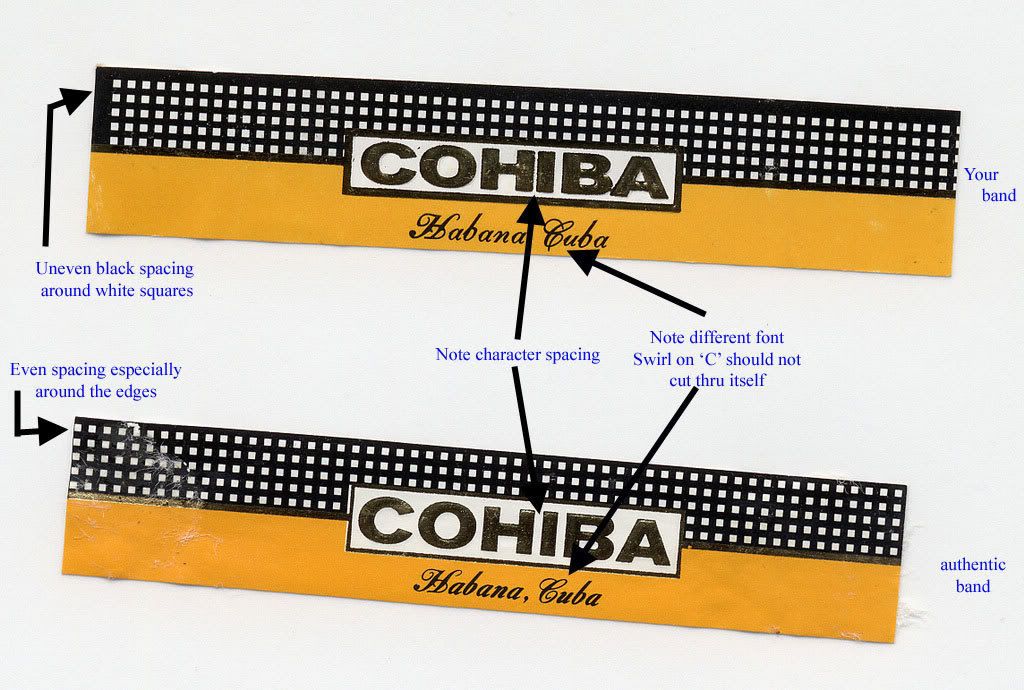 COHIBA
Habana, Cuba
Your
band
Uneven black spacing
around white squares
Note character spacing
Note different font
Swirl on ‘C’ should not
cut thru itself
Even spacing especially
around the edges
COHIBA
Habana, Cuba
authentic
band